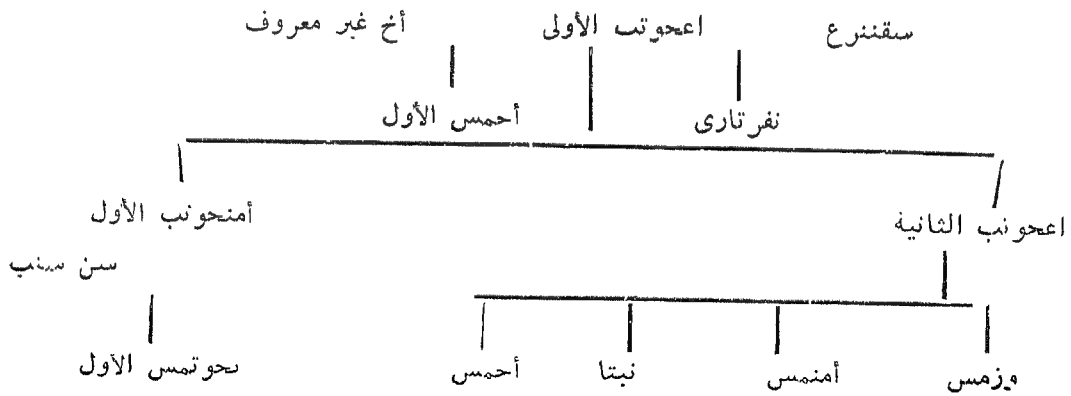 سقننرع اعحوتب الأولى أخ غير معروف
نفرتارى أحمس الأول
اعحوتب الثانية أمنحوتب الأول
سن سنب
وزمس أمنمس نبتا أحمس تحوتمس الأول